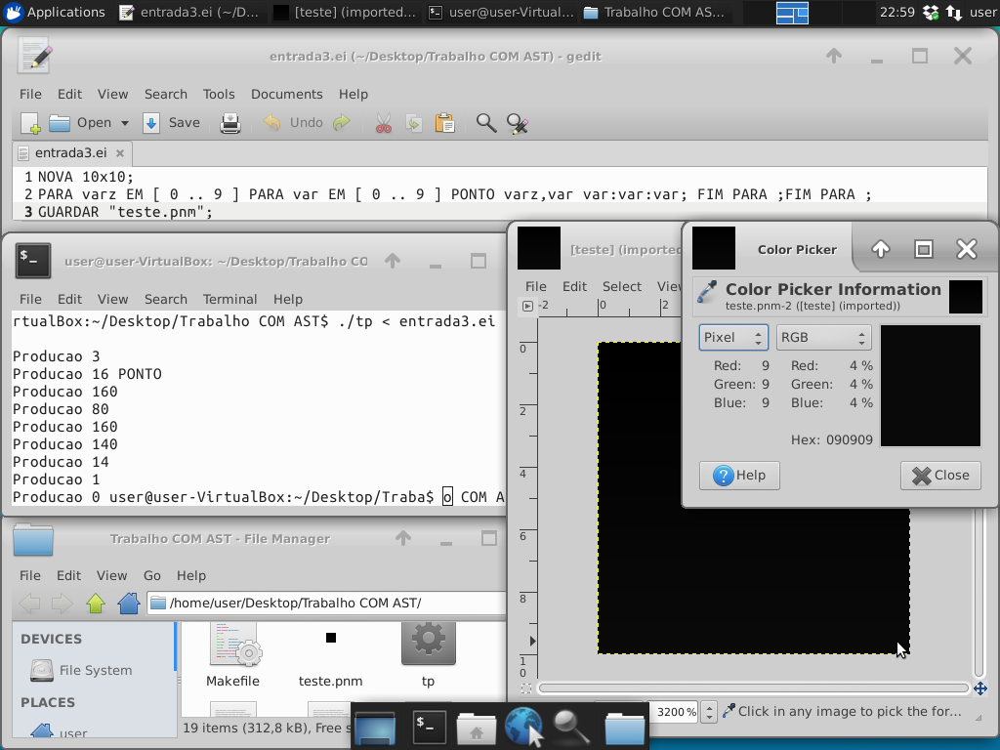 Applications entrada3.ei (~/D... [teste] (imported... user@user-Virtual... Trabalho COM AS... 22:59 user
entrada3.ei (~/Desktop/Trabalho COM AST) - gedit
File Edit View Search Tools Documents Help
Open Save Undo
entrada3.ei
1 NOVA 10x10;
2 PARA varz EM [ 0 .. 9 ] PARA var EM [ 0 .. 9 ] PONTO varz,var var:var:var; FIM PARA ;FIM PARA ;
3 GUARDAR "teste.pnm";
user@user-VirtualBox: ~/Desktop/Trabalho CO
File Edit View Search Terminal Help
rtualBox:~/Desktop/Trabalho COM AST$ ./tp < entrada3.ei
Producao 3
Producao 16 PONTO
Producao 160
Producao 80
Producao 160
Producao 140
Producao 14
Producao 1
Producao 0 user@user-VirtualBox:~/Desktop/Traba$ o COM A
[teste] (importe
File Edit Select View
-2 0 2
0
2
4
6
8
10
3200% Click in any image to pick the for...
Color Picker
Color Picker Information
teste.pnm-2 ([teste] (imported))
Pixel RGB
Red: 9 Red: 4 %
Green: 9 Green: 4 %
Blue: 9 Blue: 4 %
Hex: 090909
Help Close
Trabalho COM AST - File Manager
File Edit View Go Help
/home/user/Desktop/Trabalho COM AST/
DEVICES
File System
PLACES
user
Makefile teste.pnm tp
19 items (312,8 kB), Free s